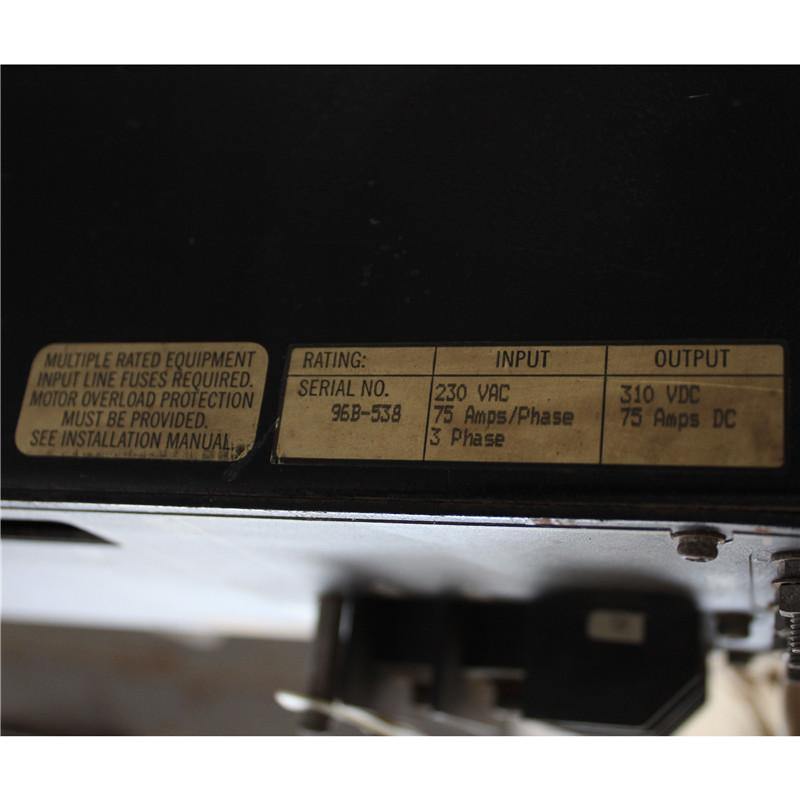 MULTIPLE RATED EQUIPMENT
INPUT LINE FUSES REQUIRED.
MOTOR OVERLOAD PROTECTION
MUST BE PROVIDED.
SEE INSTALLATION MANUAL.
RATING: INPUT OUTPUT
SERIAL NO. 230 VAC 310 VDC
96B-538 75 Amps/Phase 75 Amps DC
3 Phase